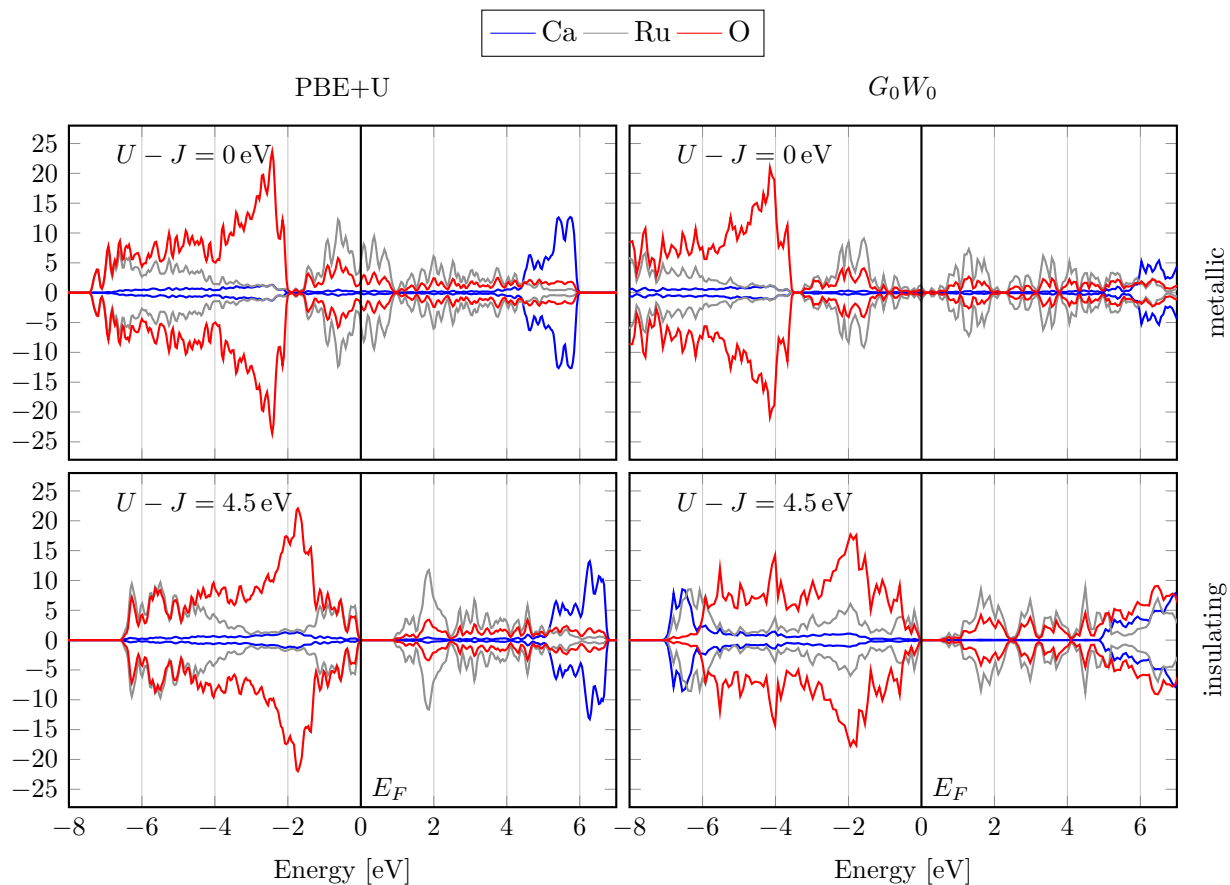 Ca Ru O
PBE+U
G₀W₀
U − J = 0 eV
U − J = 0 eV
25
20
15
10
5
0
−5
−10
−15
−20
−25
metallic
U − J = 4.5 eV
U − J = 4.5 eV
25
20
15
10
5
0
−5
−10
−15
−20
−25
insulating
E_F
E_F
−8 −6 −4 −2 0 2 4 6
−8 −6 −4 −2 0 2 4 6
Energy [eV]
Energy [eV]